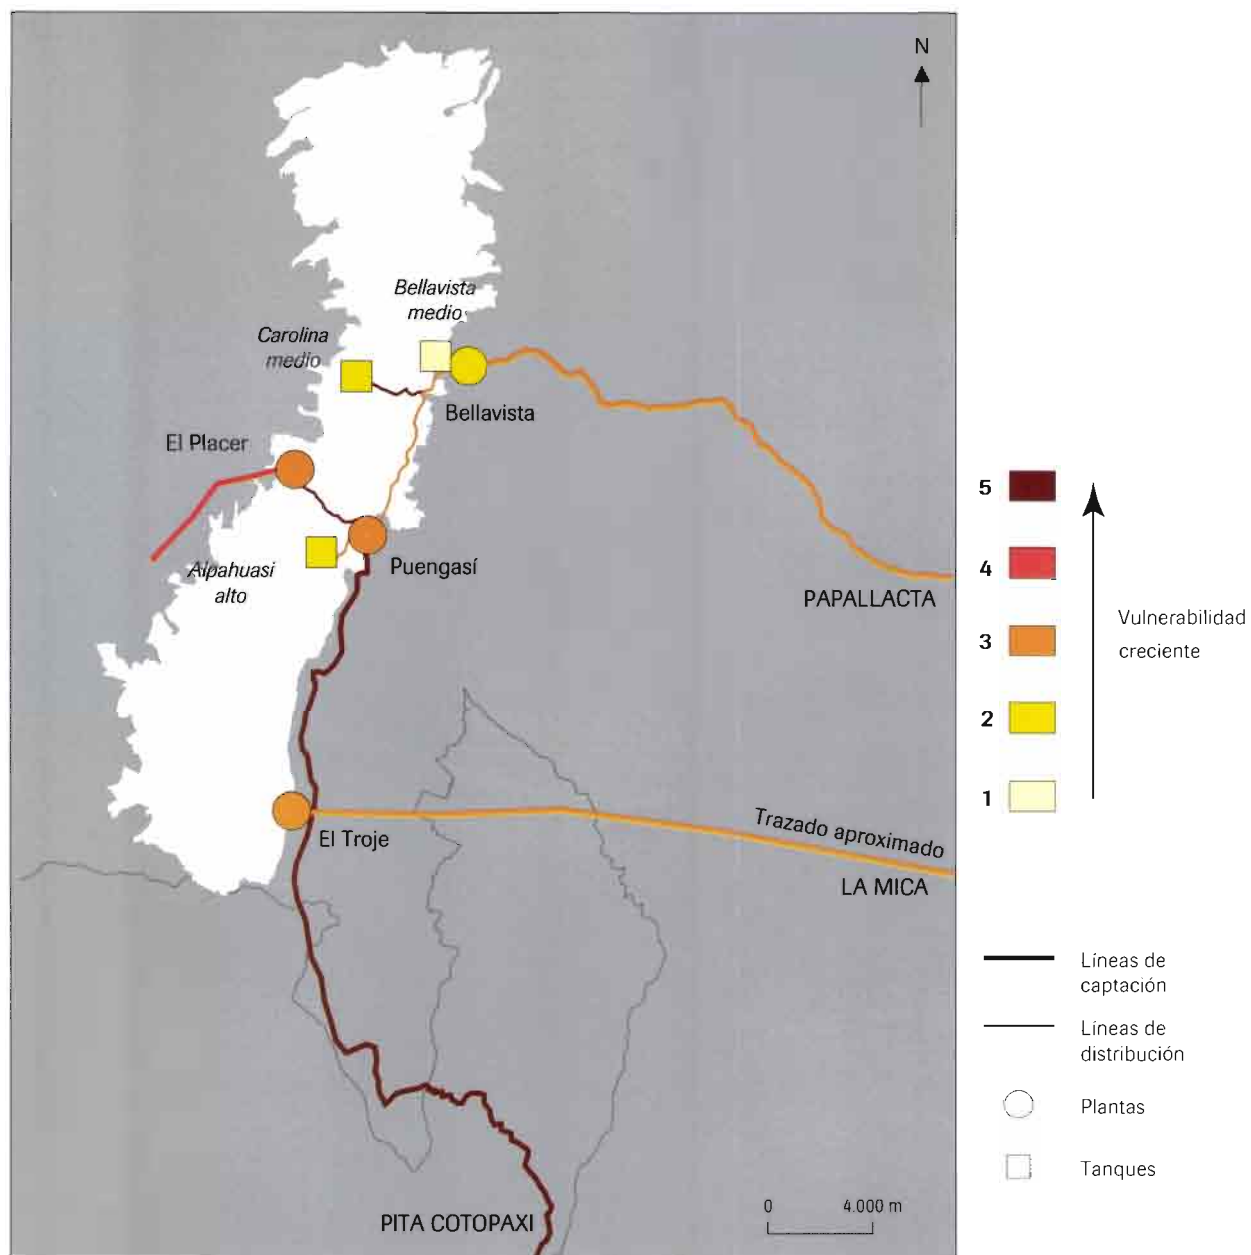 N
Bellavista
medio
Carolina
medio
Bellavista
El Placer
Alpahuasi
alto
Puengasí
PAPALLACTA
El Troje
Trazado aproximado
LA MICA
PITA COTOPAXI
0 4.000 m
5
4
3
2
1
Vulnerabilidad
creciente
Líneas de
captación
Líneas de
distribución
Plantas
Tanques